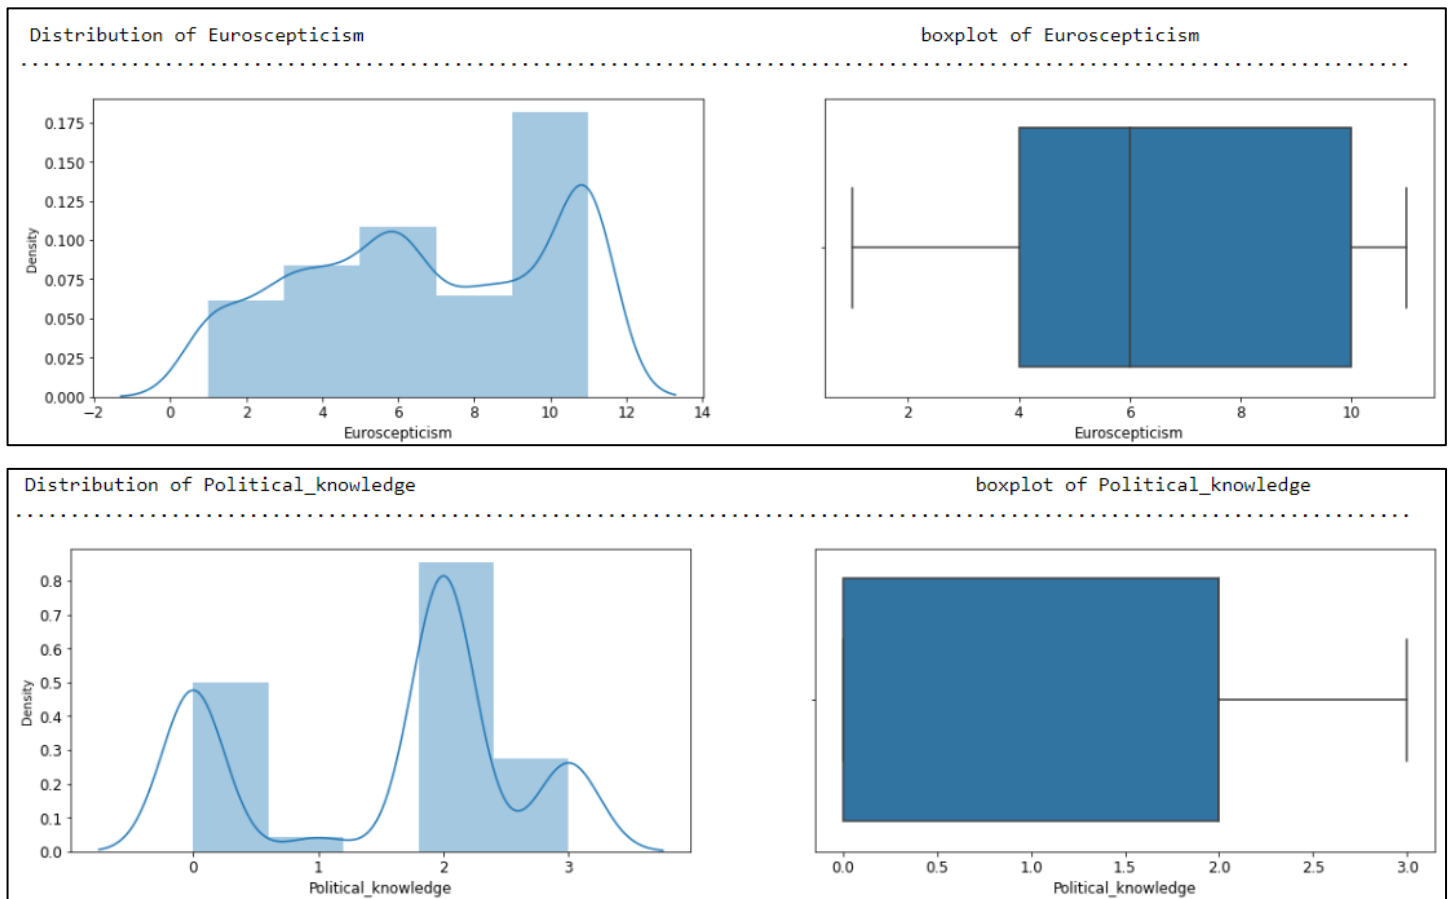 Distribution of Euroscepticism
boxplot of Euroscepticism
Density
0.175
0.150
0.125
0.100
0.075
0.050
0.025
0.000
−2 0 2 4 6 8 10 12 14
Euroscepticism
2 4 6 8 10
Euroscepticism
Distribution of Political_knowledge
boxplot of Political_knowledge
Density
0.8
0.7
0.6
0.5
0.4
0.3
0.2
0.1
0.0
0 1 2 3
Political_knowledge
0.0 0.5 1.0 1.5 2.0 2.5 3.0
Political_knowledge